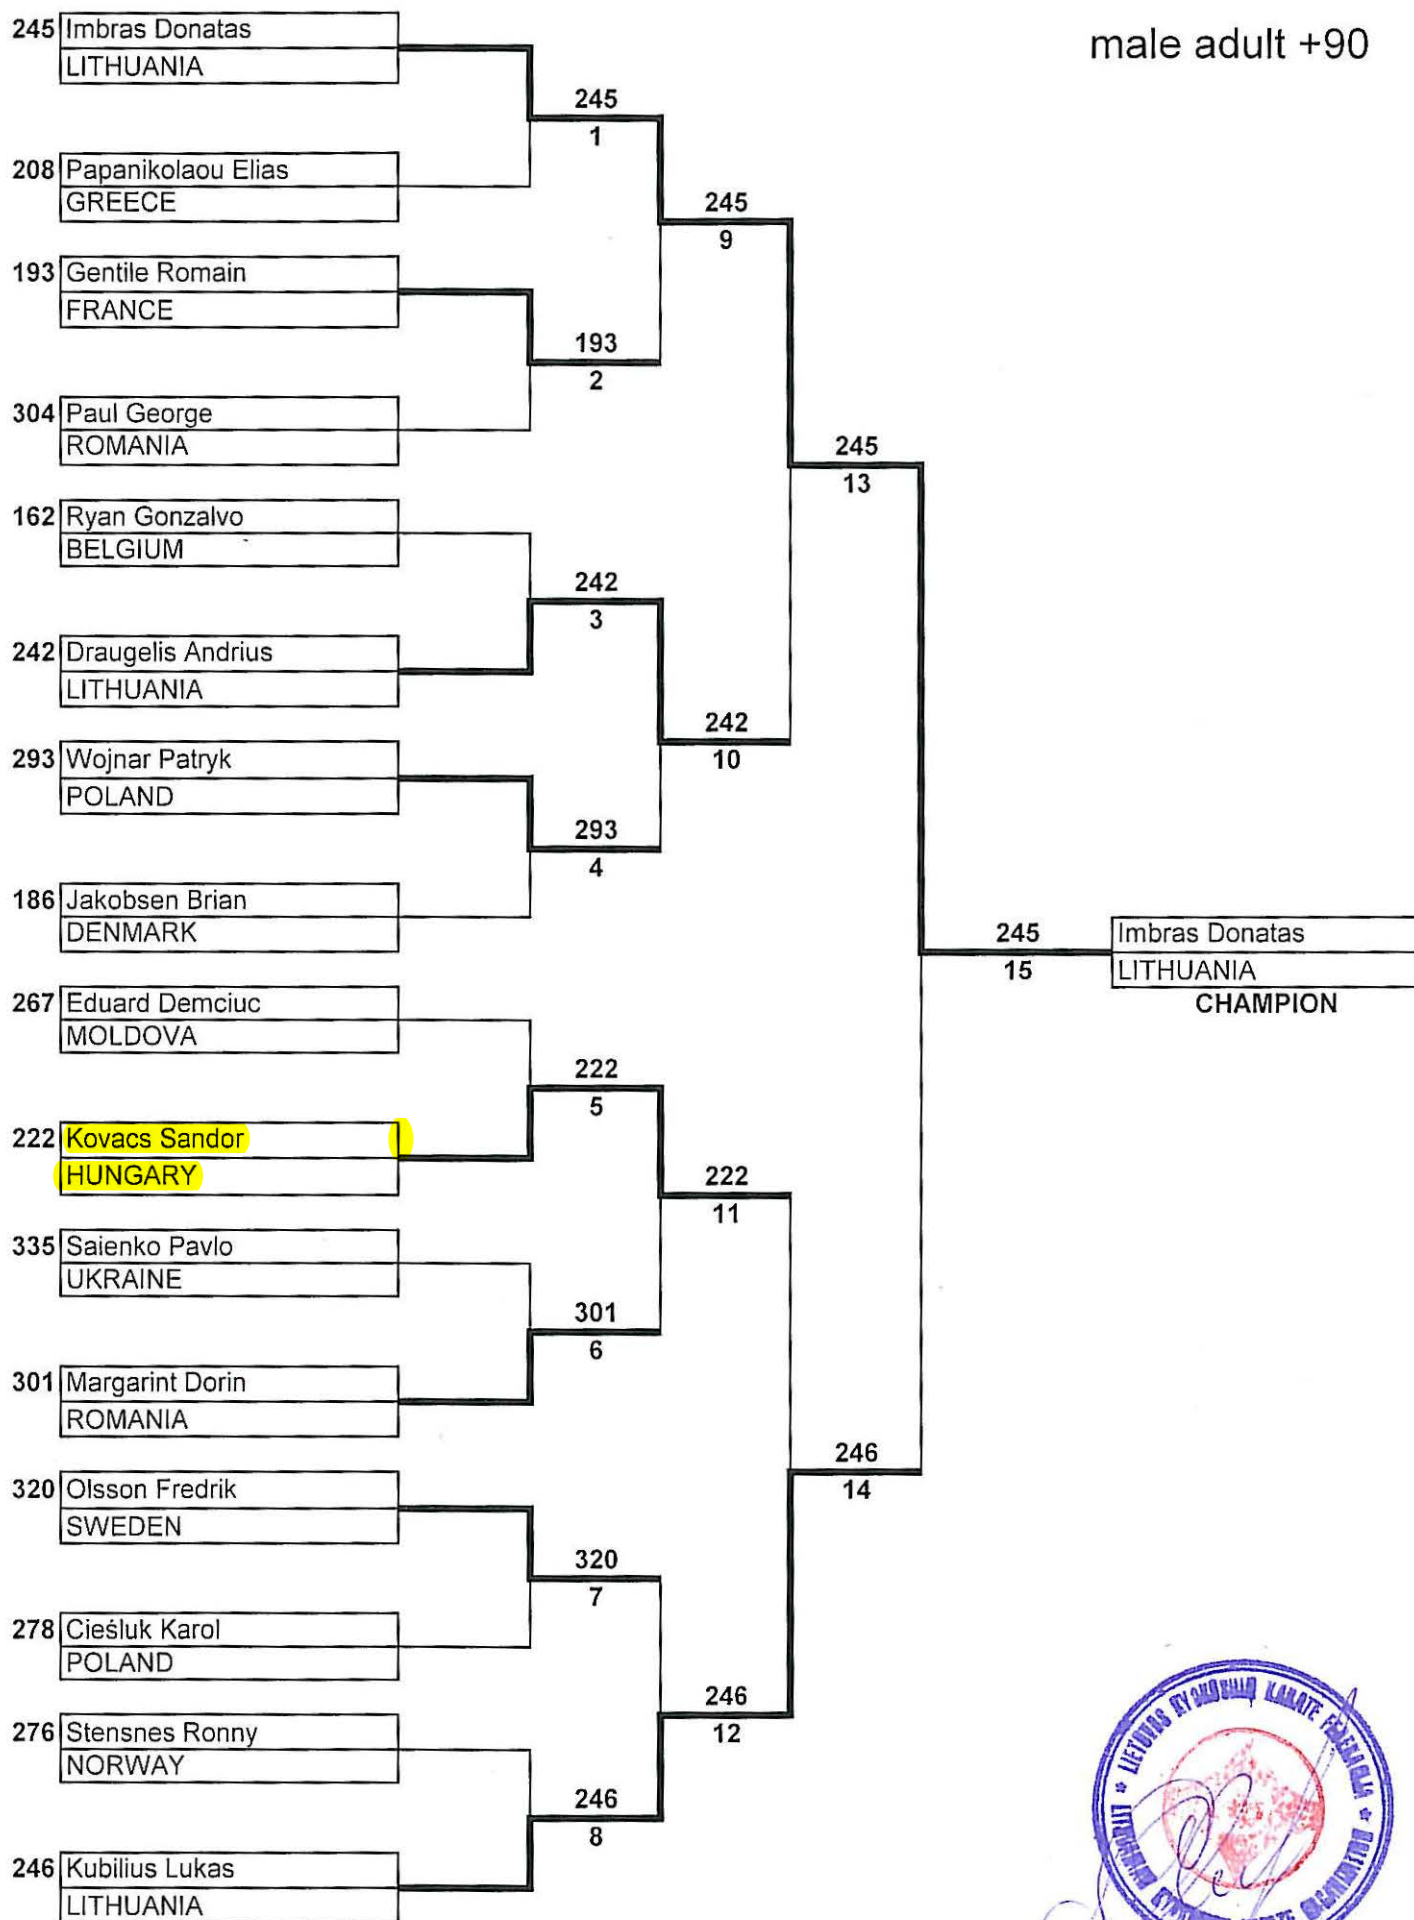 male adult +90
245 Imbras Donatas
LITHUANIA
245
1
208 Papanikolaou Elias
GREECE
245
9
193 Gentile Romain
FRANCE
193
2
304 Paul George
ROMANIA
245
13
162 Ryan Gonzalvo
BELGIUM
242
3
242 Draugelis Andrius
LITHUANIA
242
10
293 Wojnar Patryk
POLAND
293
4
186 Jakobsen Brian
DENMARK
245
15
Imbras Donatas
LITHUANIA
CHAMPION
267 Eduard Demciuc
MOLDOVA
222
5
222 Kovacs Sandor
HUNGARY
222
11
335 Saienko Pavlo
UKRAINE
301
6
301 Margarint Dorin
ROMANIA
246
14
320 Olsson Fredrik
SWEDEN
320
7
278 Cieśluk Karol
POLAND
246
12
276 Stensnes Ronny
NORWAY
246
8
246 Kubilius Lukas
LITHUANIA
LIETUVOS KYOKUSHIN KARATE FEDERACIJA